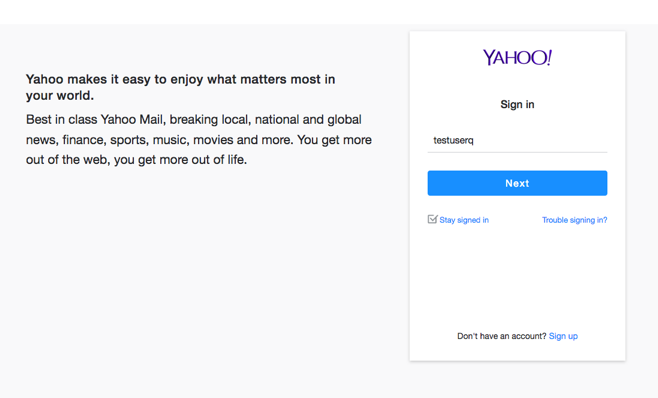 YAHOO!
Yahoo makes it easy to enjoy what matters most in
your world.
Best in class Yahoo Mail, breaking local, national and global
news, finance, sports, music, movies and more. You get more
out of the web, you get more out of life.
Sign in
testuserq
Next
Stay signed in
Trouble signing in?
Don't have an account? Sign up